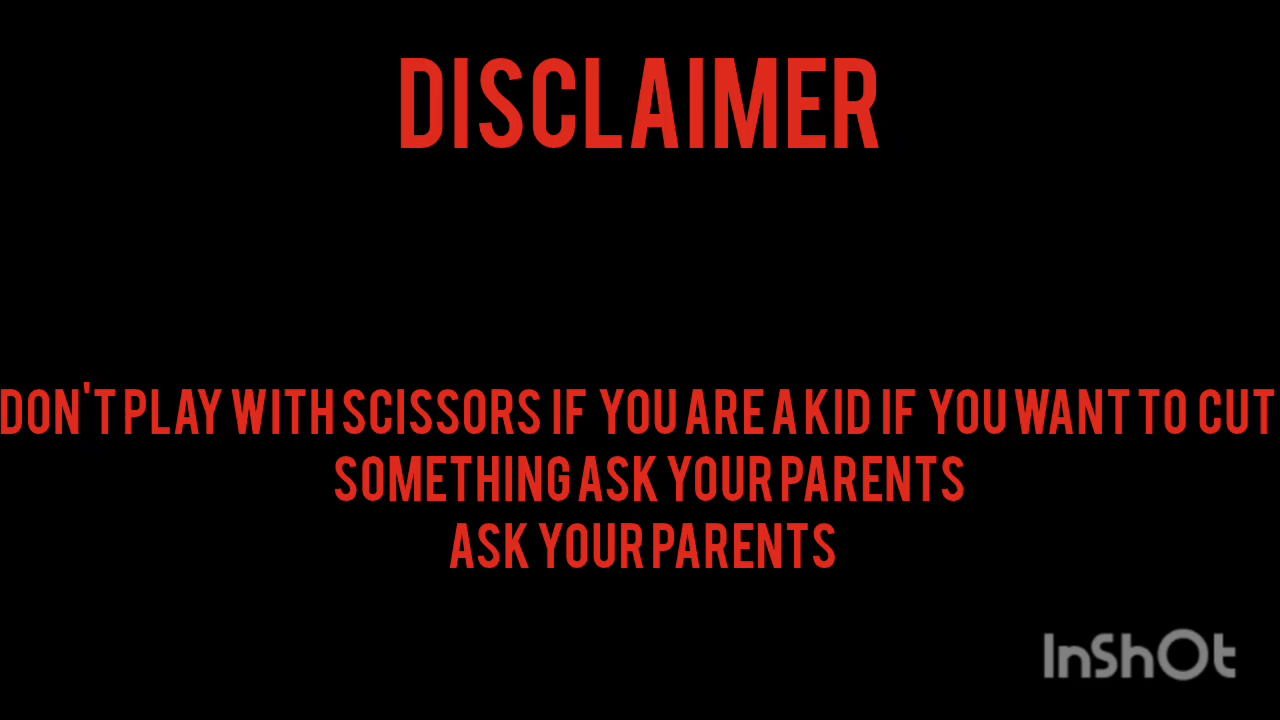 DISCLAIMER
DON'T PLAY WITH SCISSORS IF YOU ARE A KID IF YOU WANT TO CUT
SOMETHING ASK YOUR PARENTS
ASK YOUR PARENTS
InShOt